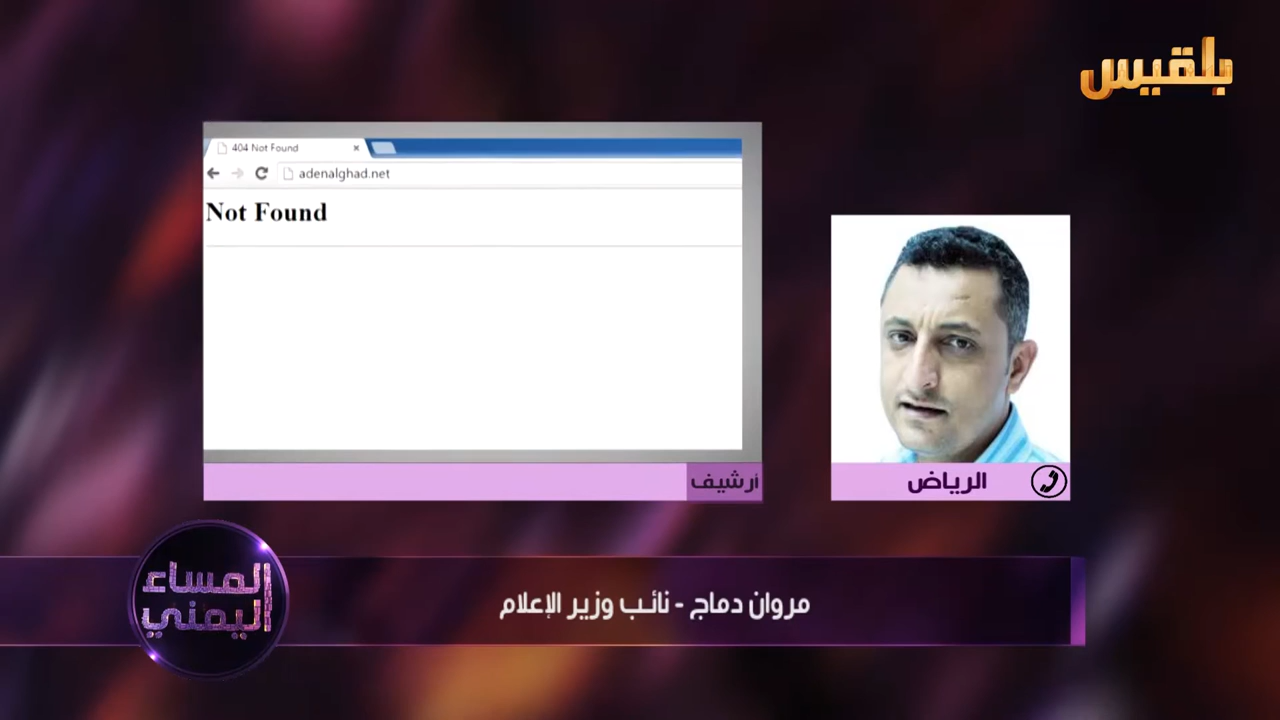 بلقيس
404 Not Found
adenalghad.net
Not Found
أرشيف
الرياض
المساء
اليمني
مروان دماج - نائب وزير الإعلام